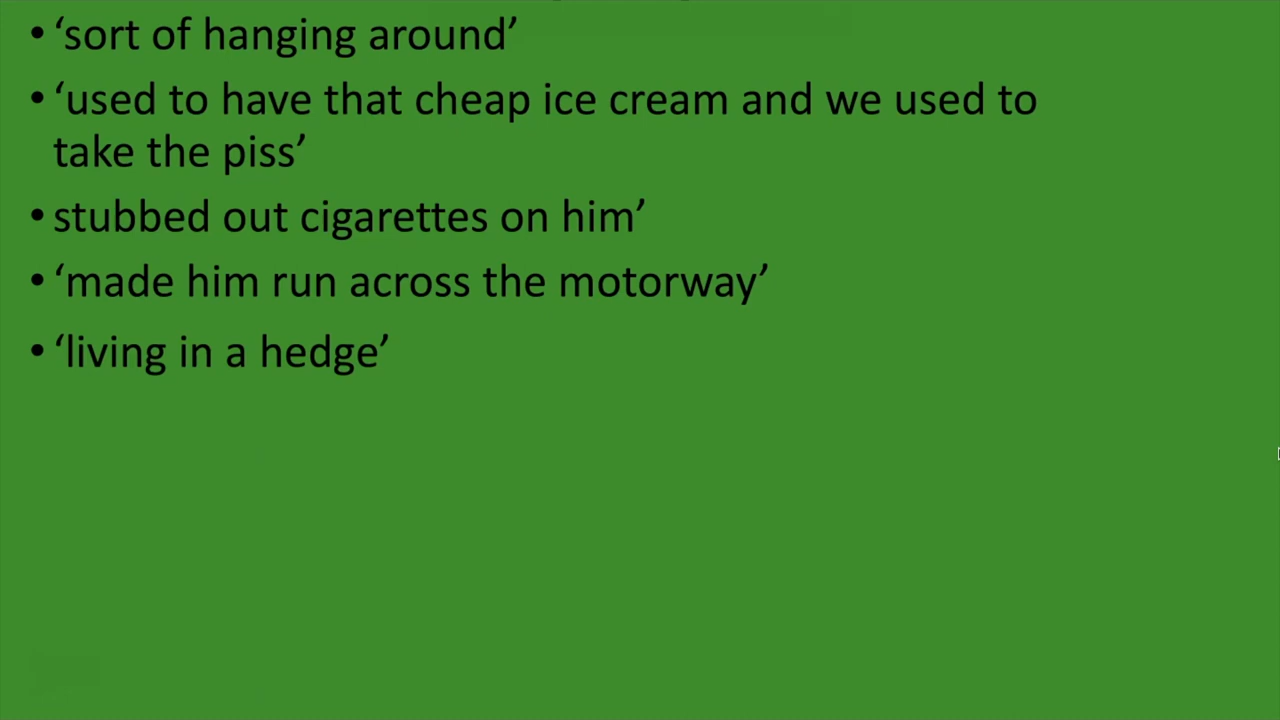 • ‘sort of hanging around’
• ‘used to have that cheap ice cream and we used to
take the piss’
• stubbed out cigarettes on him’
• ‘made him run across the motorway’
• ‘living in a hedge’